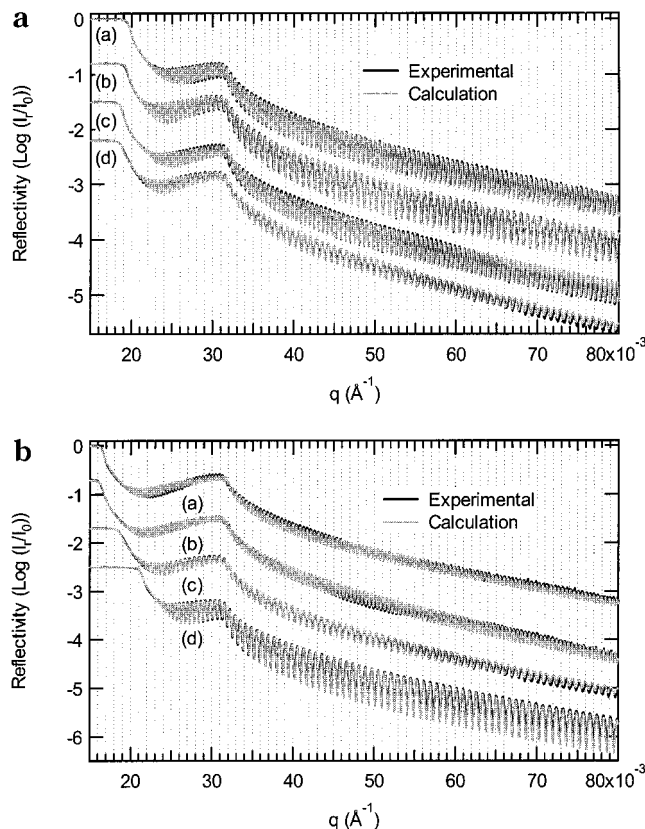 a
0
-1
-2
-3
-4
-5
Reflectivity (Log (Ir/I0))
(a)
(b)
(c)
(d)
Experimental
Calculation
20 30 40 50 60 70 80x10-3
q (Å-1)
b
0
-1
-2
-3
-4
-5
-6
Reflectivity (Log (Ir/I0))
(a)
(b)
(c)
(d)
Experimental
Calculation
20 30 40 50 60 70 80x10-3
q (Å-1)